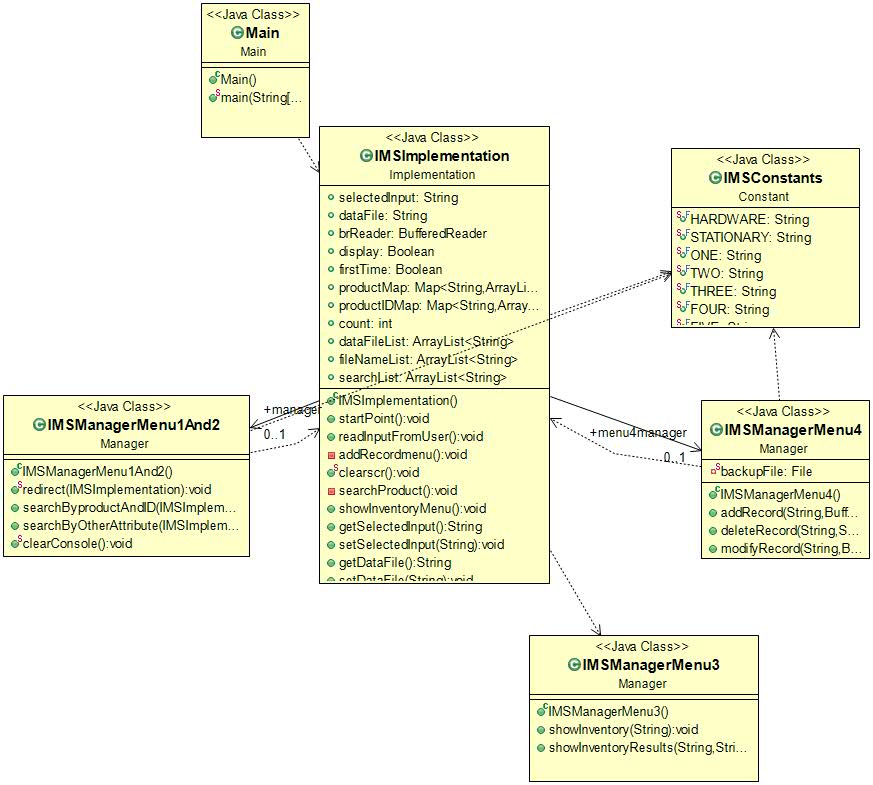 <<Java Class>>
Main
Main
Main()
main(String[...
<<Java Class>>
IMSImplementation
Implementation
selectedInput: String
dataFile: String
brReader: BufferedReader
display: Boolean
firstTime: Boolean
productMap: Map<String,ArrayLi...
productIDMap: Map<String,Array...
count: int
dataFileList: ArrayList<String>
fileNameList: ArrayList<String>
searchList: ArrayList<String>
IMSImplementation()
startPoint():void
readInputFromUser():void
addRecordmenu():void
clearscr():void
searchProduct():void
showInventoryMenu():void
getSelectedInput():String
setSelectedInput(String):void
getDataFile():String
setDataFile(String):void
<<Java Class>>
IMSConstants
Constant
HARDWARE: String
STATIONARY: String
ONE: String
TWO: String
THREE: String
FOUR: String
FIVE: String
+manager
0..1
<<Java Class>>
IMSManagerMenu1And2
Manager
IMSManagerMenu1And2()
redirect(IMSImplementation):void
searchByproductAndID(IMSImplem...
searchByOtherAttribute(IMSImplem...
clearConsole():void
+menu4manager
0..1
<<Java Class>>
IMSManagerMenu4
Manager
backupFile: File
IMSManagerMenu4()
addRecord(String,Buff...
deleteRecord(String,S...
modifyRecord(String,B...
<<Java Class>>
IMSManagerMenu3
Manager
IMSManagerMenu3()
showInventory(String):void
showInventoryResults(String,Stri...